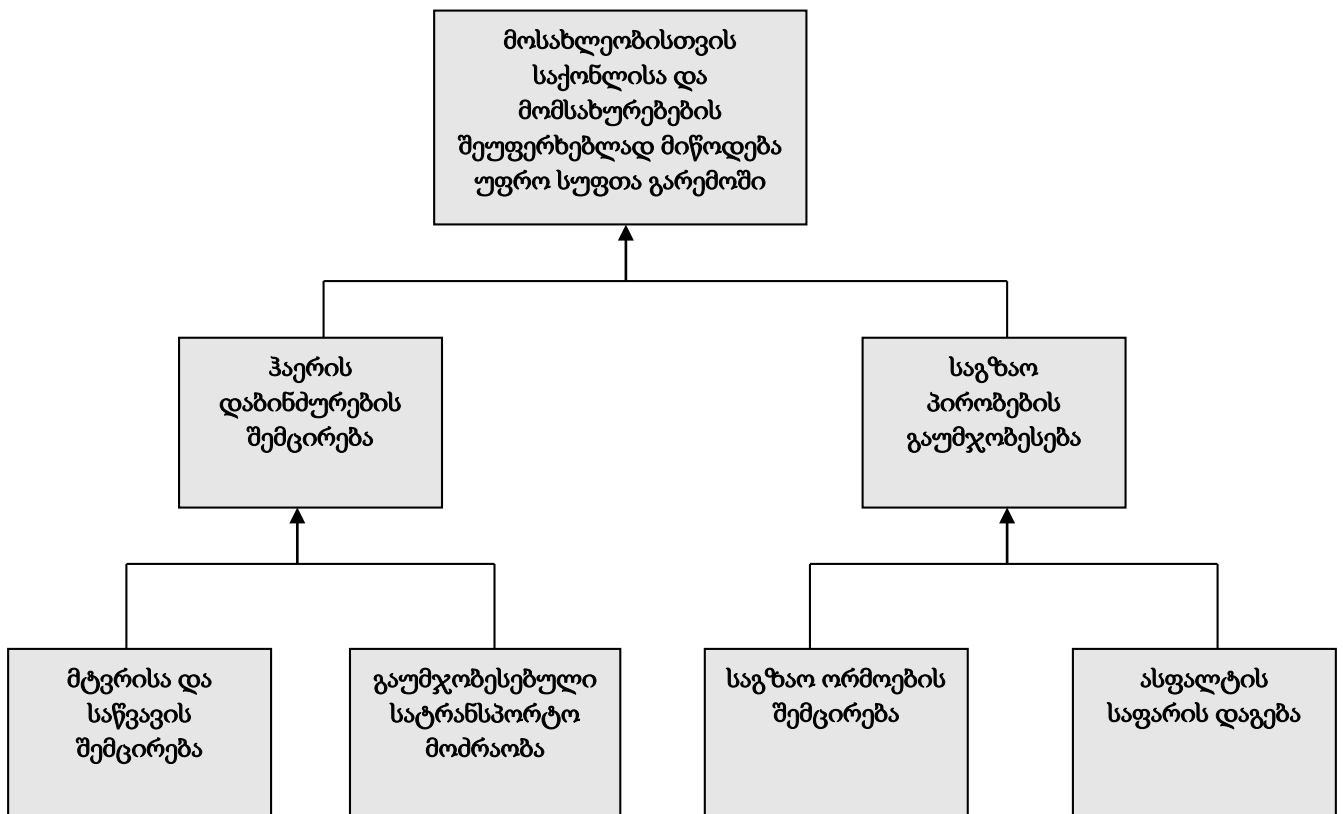 მოსახლეობისთვის
საქონლისა და
მომსახურებების
შეუფერხებლად მიწოდება
უფრო სუფთა გარემოში
ჰაერის
დაბინძურების
შემცირება
საგზაო
პირობების
გაუმჯობესება
მტვრისა და
საწვავის
შემცირება
გაუმჯობესებული
სატრანსპორტო
მოძრაობა
საგზაო ორმოების
შემცირება
ასფალტის
საფარის დაგება